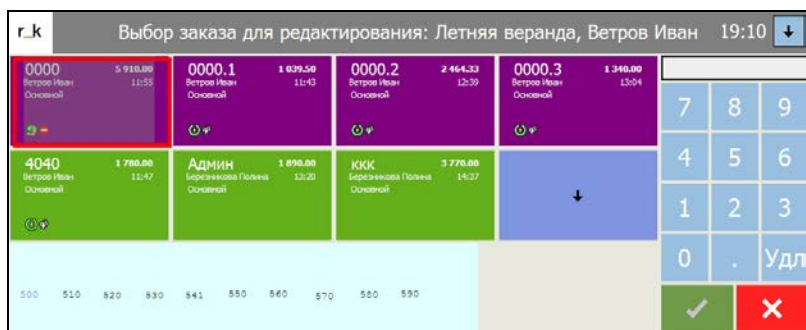 r_k Выбор заказа для редактирования: Летняя веранда, Ветров Иван 19:10
0000 5 910.00
Ветров Иван 11:55
Основной
0000.1 1 039.50
Ветров Иван 11:43
Основной
0000.2 2 464.33
Ветров Иван 12:39
Основной
0000.3 1 340.00
Ветров Иван 13:04
Основной
4040 1 780.00
Ветров Иван 11:47
Основной
Админ 1 890.00
Березникова Полина 13:20
Основной
ккк 3 770.00
Березникова Полина 14:37
Основной
7 8 9
4 5 6
1 2 3
0 . Удл
500 510 520 530 541 550 560 570 580 590